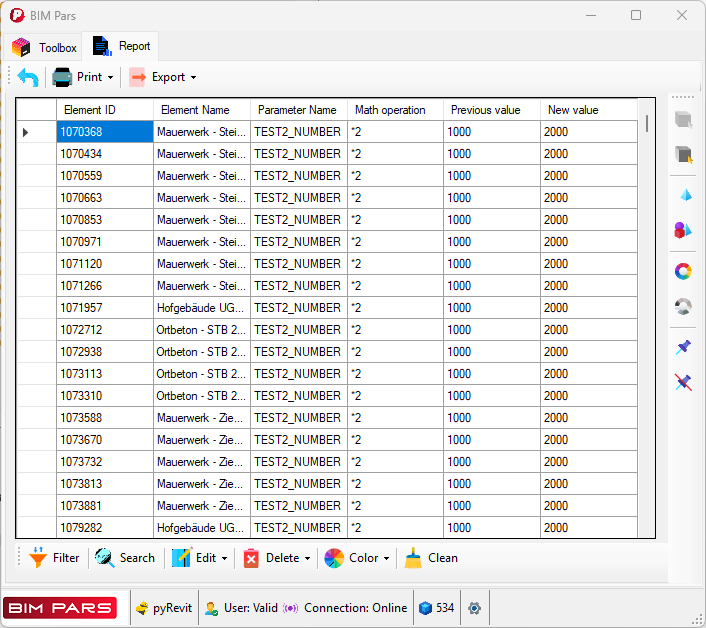 BIM Pars
Toolbox Report
Print Export
Element ID Element Name Parameter Name Math operation Previous value New value
1070368 Mauerwerk - Stei... TEST2_NUMBER *2 1000 2000
1070434 Mauerwerk - Stei... TEST2_NUMBER *2 1000 2000
1070559 Mauerwerk - Stei... TEST2_NUMBER *2 1000 2000
1070663 Mauerwerk - Stei... TEST2_NUMBER *2 1000 2000
1070853 Mauerwerk - Stei... TEST2_NUMBER *2 1000 2000
1070971 Mauerwerk - Stei... TEST2_NUMBER *2 1000 2000
1071120 Mauerwerk - Stei... TEST2_NUMBER *2 1000 2000
1071266 Mauerwerk - Stei... TEST2_NUMBER *2 1000 2000
1071957 Hofgebäude UG... TEST2_NUMBER *2 1000 2000
1072712 Ortbeton - STB 2... TEST2_NUMBER *2 1000 2000
1072938 Ortbeton - STB 2... TEST2_NUMBER *2 1000 2000
1073113 Ortbeton - STB 2... TEST2_NUMBER *2 1000 2000
1073310 Ortbeton - STB 2... TEST2_NUMBER *2 1000 2000
1073588 Mauerwerk - Zie... TEST2_NUMBER *2 1000 2000
1073670 Mauerwerk - Zie... TEST2_NUMBER *2 1000 2000
1073732 Mauerwerk - Zie... TEST2_NUMBER *2 1000 2000
1073813 Mauerwerk - Zie... TEST2_NUMBER *2 1000 2000
1073881 Mauerwerk - Zie... TEST2_NUMBER *2 1000 2000
1079282 Hofgebäude UG... TEST2_NUMBER *2 1000 2000
Filter Search Edit Delete Color Clean
BIM PARS pyRevit User: Valid Connection: Online 534